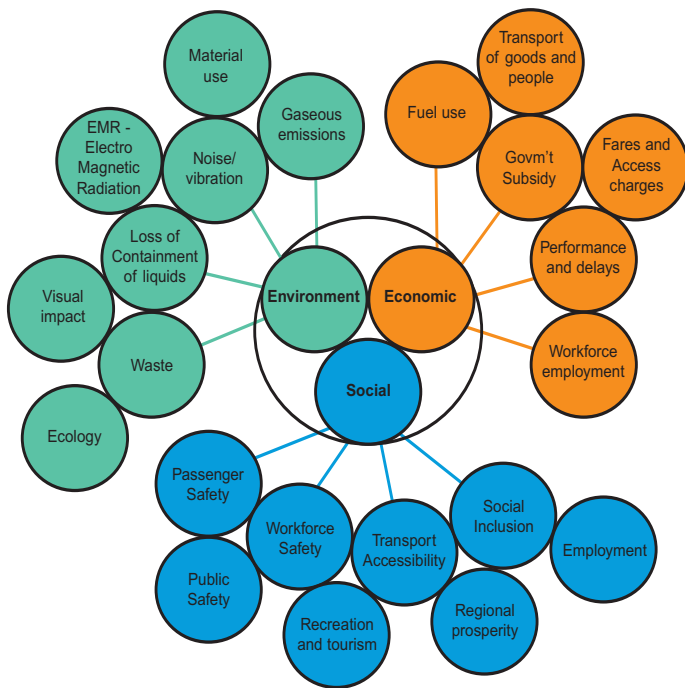 Material
use
Gaseous
emissions
EMR -
Electro
Magnetic
Radiation
Noise/
vibration
Loss of
Containment
of liquids
Visual
impact
Waste
Ecology
Environment
Transport
of goods and
people
Fuel use
Govm't
Subsidy
Fares and
Access
charges
Performance
and delays
Workforce
employment
Economic
Social
Passenger
Safety
Workforce
Safety
Public
Safety
Transport
Accessibility
Recreation
and tourism
Social
Inclusion
Employment
Regional
prosperity